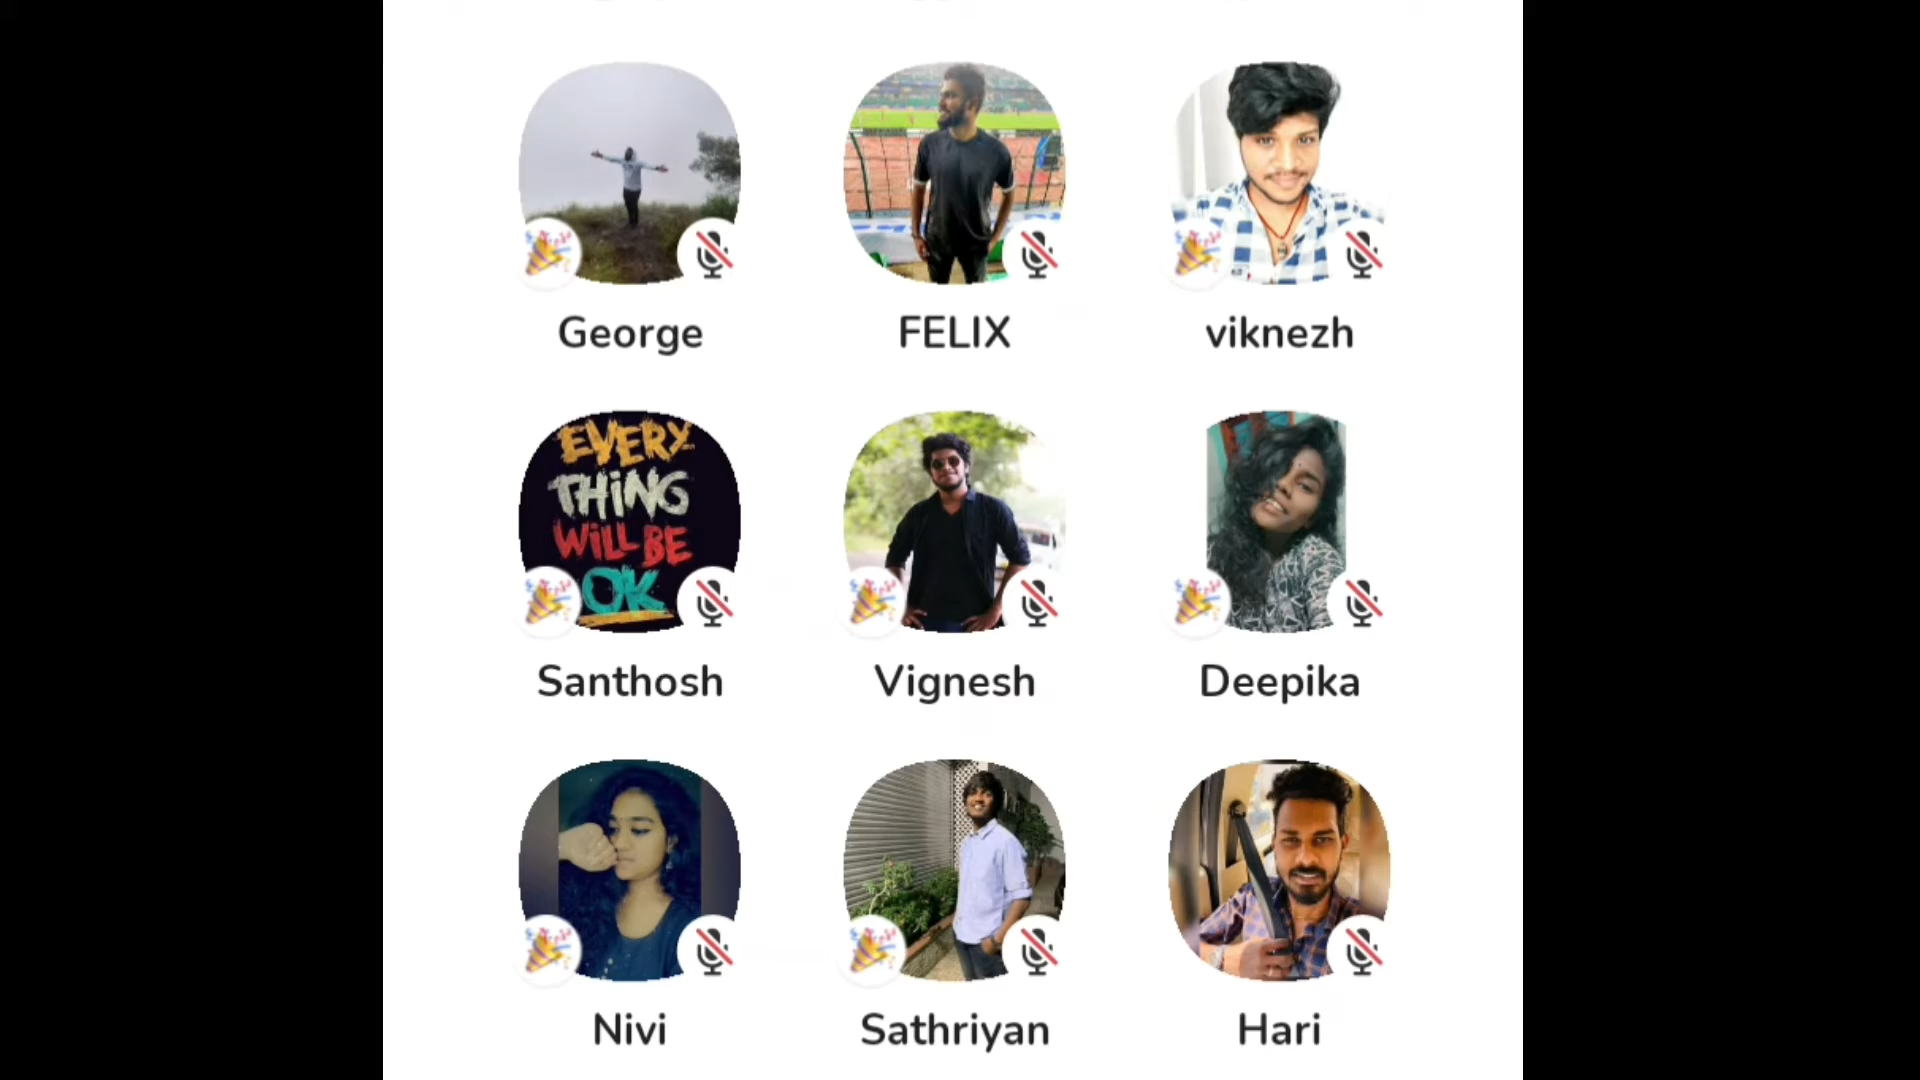 George
FELIX
viknezh
EVERY
THiNG
WiLL BE
OK
Santhosh
Vignesh
Deepika
Nivi
Sathriyan
Hari